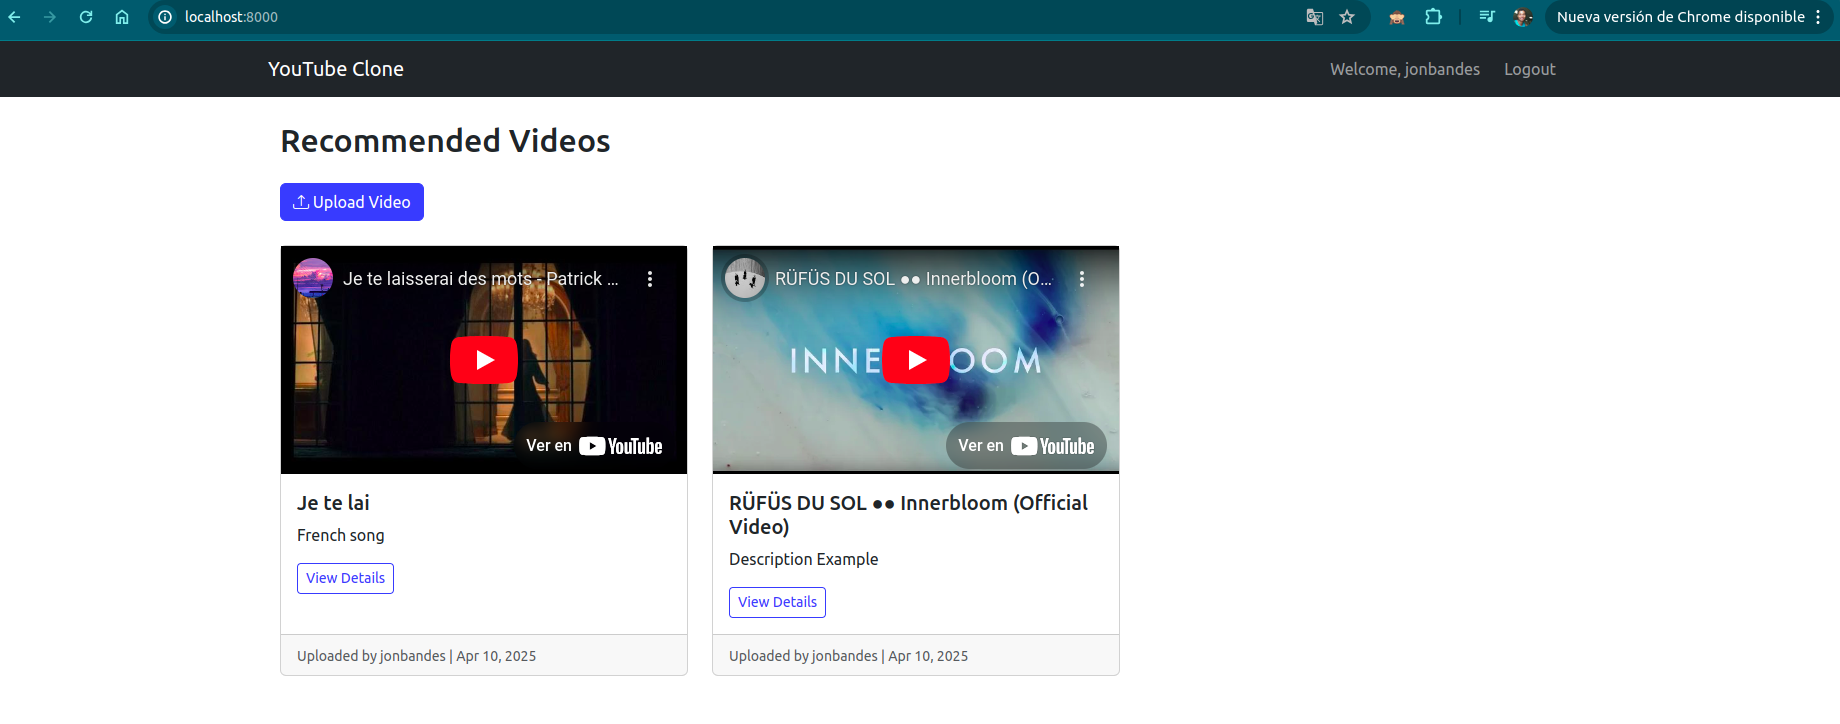 localhost:8000
Nueva versión de Chrome disponible
YouTube Clone
Welcome, jonbandes
Logout
Recommended Videos
Upload Video
Je te laisserai des mots - Patrick ...
Ver en YouTube
Je te lai
French song
View Details
Uploaded by jonbandes | Apr 10, 2025
RÜFÜS DU SOL ●● Innerbloom (O...
INNE OOM
Ver en YouTube
RÜFÜS DU SOL ●● Innerbloom (Official
Video)
Description Example
View Details
Uploaded by jonbandes | Apr 10, 2025